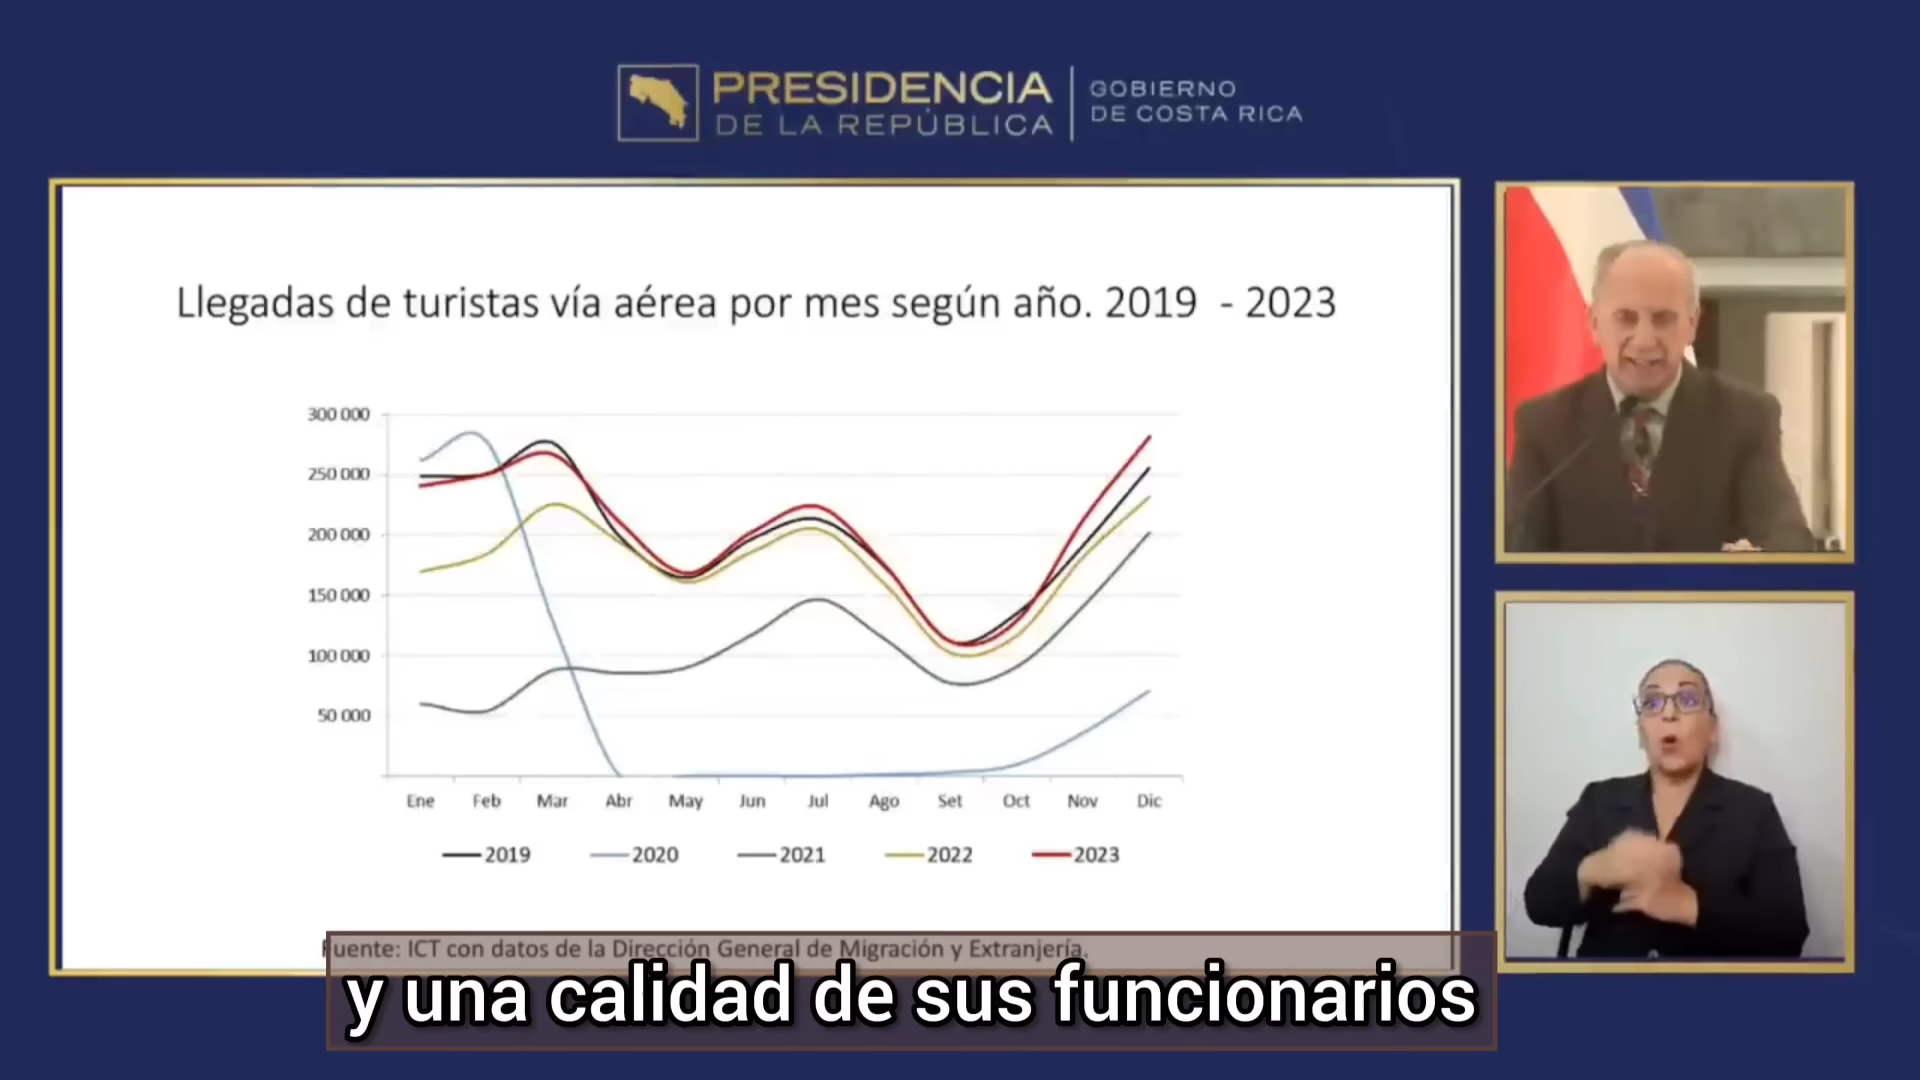 PRESIDENCIA
DE LA REPÚBLICA
GOBIERNO
DE COSTA RICA
Llegadas de turistas vía aérea por mes según año. 2019 - 2023
300 000
250 000
200 000
150 000
100 000
50 000
Ene Feb Mar Abr May Jun Jul Ago Set Oct Nov Dic
2019 2020 2021 2022 2023
Fuente: ICT con datos de la Dirección General de Migración y Extranjería.
y una calidad de sus funcionarios